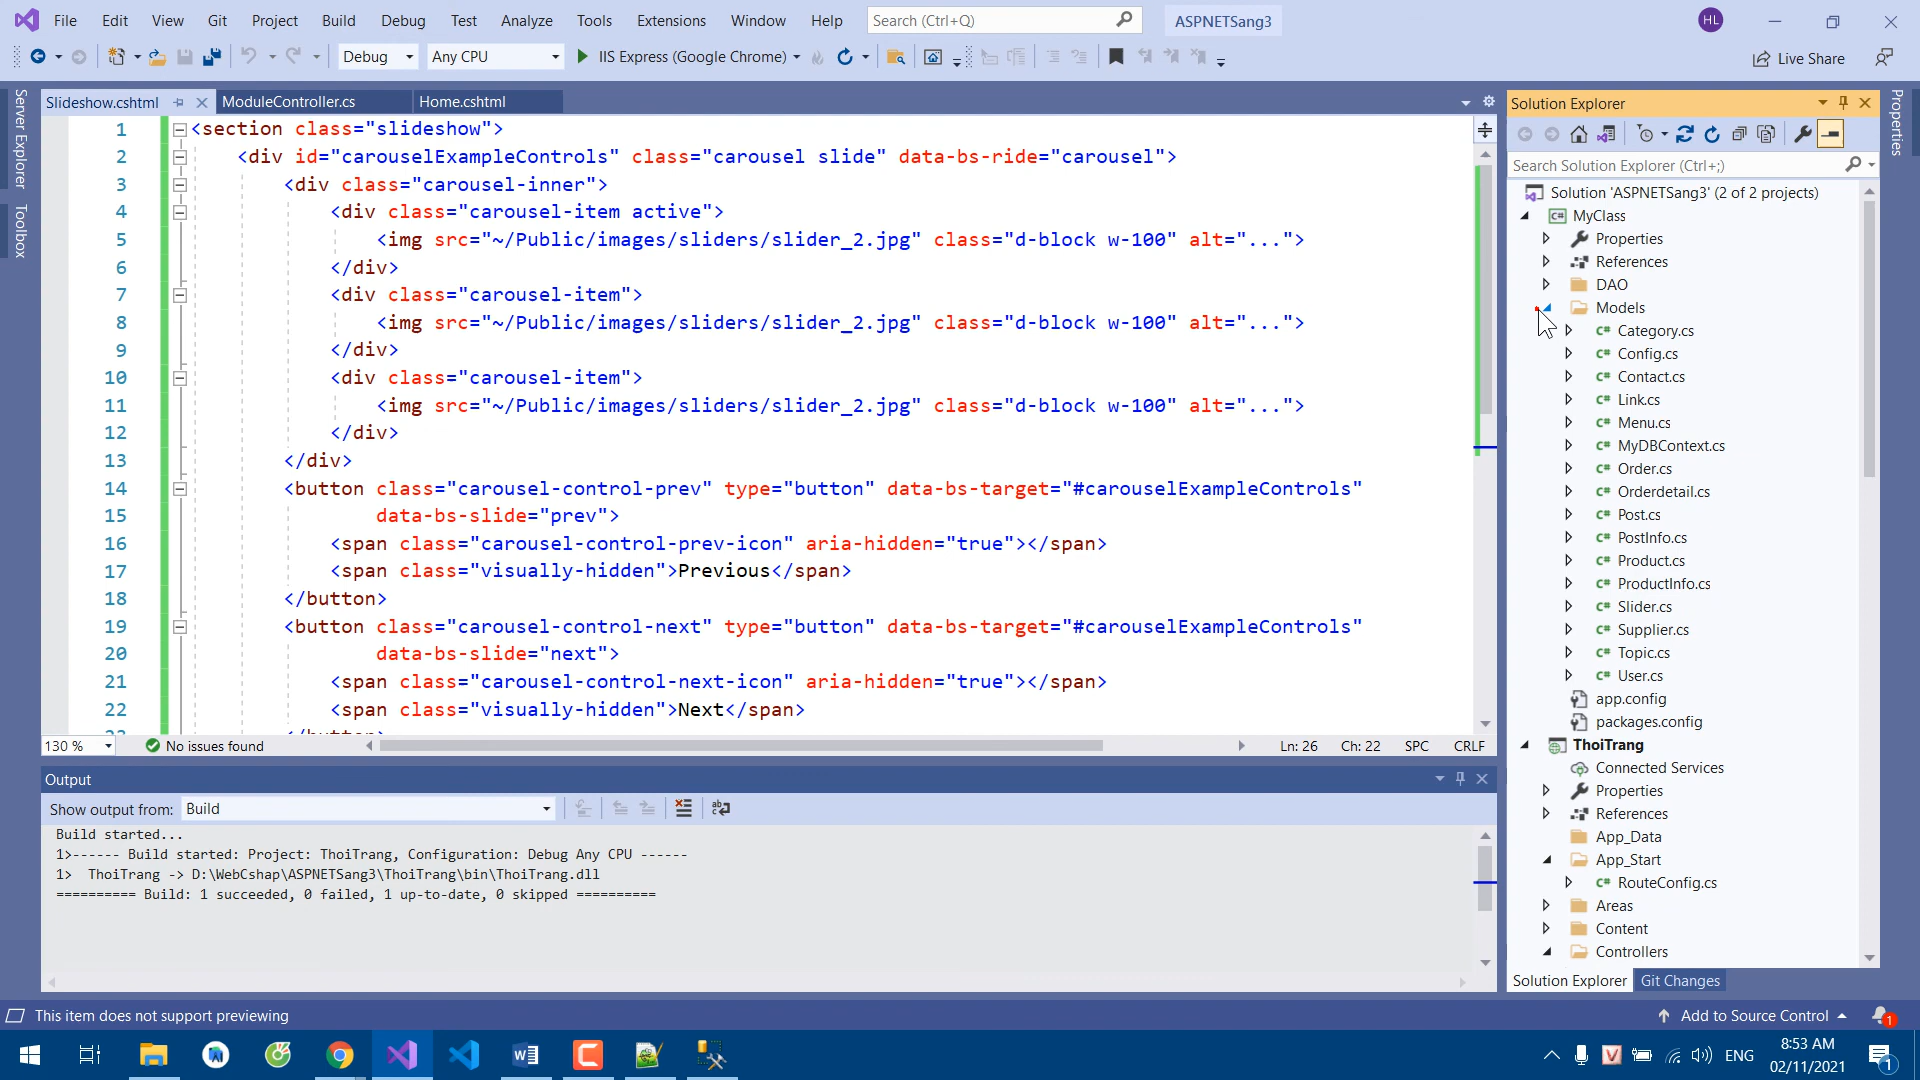 File Edit View Git Project Build Debug Test Analyze Tools Extensions Window Help Search (Ctrl+Q) ASPNETSang3 HL
Debug Any CPU IIS Express (Google Chrome) Live Share
Server Explorer
Toolbox
Slideshow.cshtml ModuleController.cs Home.cshtml
1 <section class="slideshow">
2 <div id="carouselExampleControls" class="carousel slide" data-bs-ride="carousel">
3 <div class="carousel-inner">
4 <div class="carousel-item active">
5 <img src="~/Public/images/sliders/slider_2.jpg" class="d-block w-100" alt="...">
6 </div>
7 <div class="carousel-item">
8 <img src="~/Public/images/sliders/slider_2.jpg" class="d-block w-100" alt="...">
9 </div>
10 <div class="carousel-item">
11 <img src="~/Public/images/sliders/slider_2.jpg" class="d-block w-100" alt="...">
12 </div>
13 </div>
14 <button class="carousel-control-prev" type="button" data-bs-target="#carouselExampleControls"
15 data-bs-slide="prev">
16 <span class="carousel-control-prev-icon" aria-hidden="true"></span>
17 <span class="visually-hidden">Previous</span>
18 </button>
19 <button class="carousel-control-next" type="button" data-bs-target="#carouselExampleControls"
20 data-bs-slide="next">
21 <span class="carousel-control-next-icon" aria-hidden="true"></span>
22 <span class="visually-hidden">Next</span>
130 % No issues found Ln: 26 Ch: 22 SPC CRLF
Output
Show output from: Build
Build started...
1>------ Build started: Project: ThoiTrang, Configuration: Debug Any CPU ------
1> ThoiTrang -> D:\WebCshap\ASPNETSang3\ThoiTrang\bin\ThoiTrang.dll
========== Build: 1 succeeded, 0 failed, 1 up-to-date, 0 skipped ==========
Solution Explorer
Search Solution Explorer (Ctrl+;)
Solution 'ASPNETSang3' (2 of 2 projects)
C# MyClass
Properties
References
DAO
Models
C# Category.cs
C# Config.cs
C# Contact.cs
C# Link.cs
C# Menu.cs
C# MyDBContext.cs
C# Order.cs
C# Orderdetail.cs
C# Post.cs
C# PostInfo.cs
C# Product.cs
C# ProductInfo.cs
C# Slider.cs
C# Supplier.cs
C# Topic.cs
C# User.cs
app.config
packages.config
ThoiTrang
Connected Services
Properties
References
App_Data
App_Start
C# RouteConfig.cs
Areas
Content
Controllers
Solution Explorer Git Changes
Properties
This item does not support previewing Add to Source Control 1
ENG 8:53 AM
02/11/2021 1